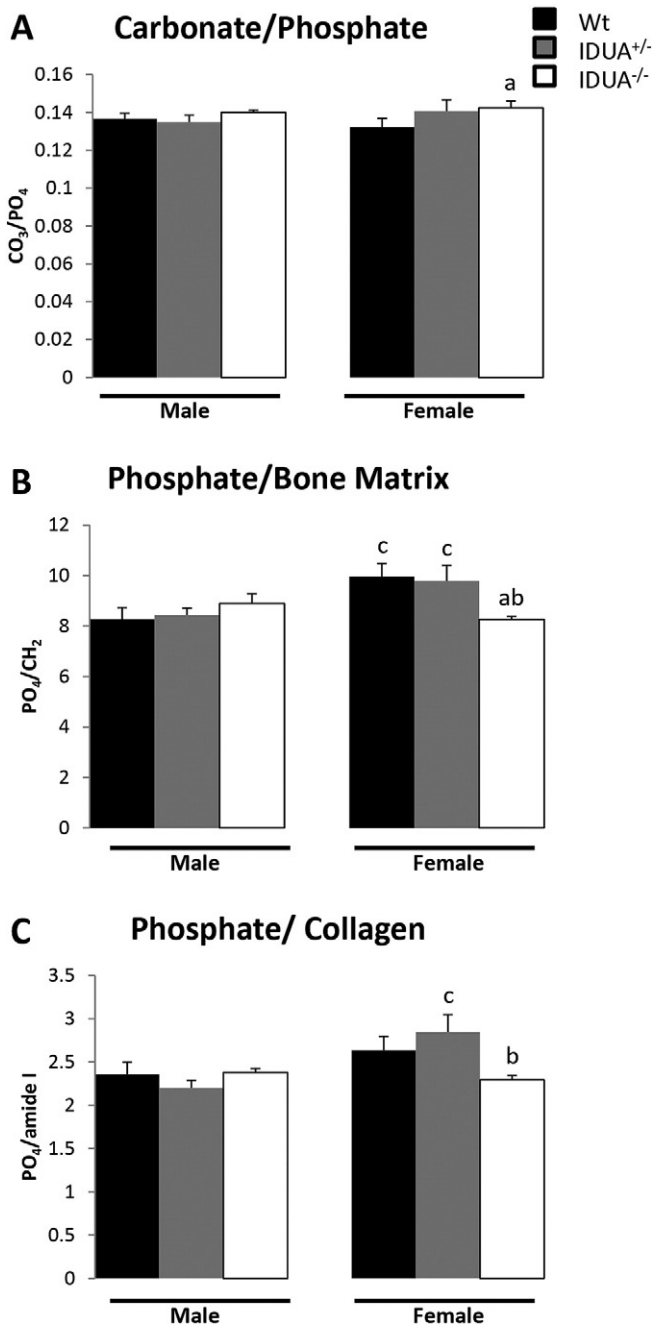 A Carbonate/Phosphate
Wt
IDUA+/-
IDUA-/-
a
0.16
0.14
0.12
0.1
0.08
0.06
0.04
0.02
0
CO3/PO4
Male Female
B Phosphate/Bone Matrix
c c ab
12
10
8
6
4
2
0
PO4/CH2
Male Female
C Phosphate/ Collagen
c b
3.5
3
2.5
2
1.5
1
0.5
0
PO4/amide I
Male Female